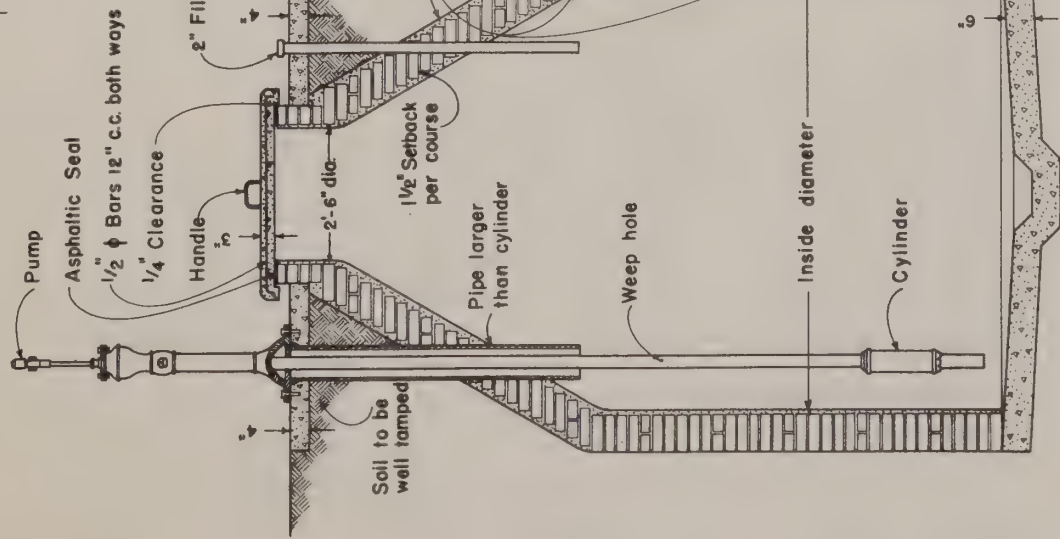 Pump
Asphaltic Seal
1/2" ϕ Bars 12" c.c. both ways
1/4" Clearance
Handle
3"
2" Fil
4"
2'-6" dia.
1 1/2" Setback
per course
4"
Soil to be
well tamped
Pipe larger
than cylinder
Weep hole
Inside diameter
Cylinder
6"